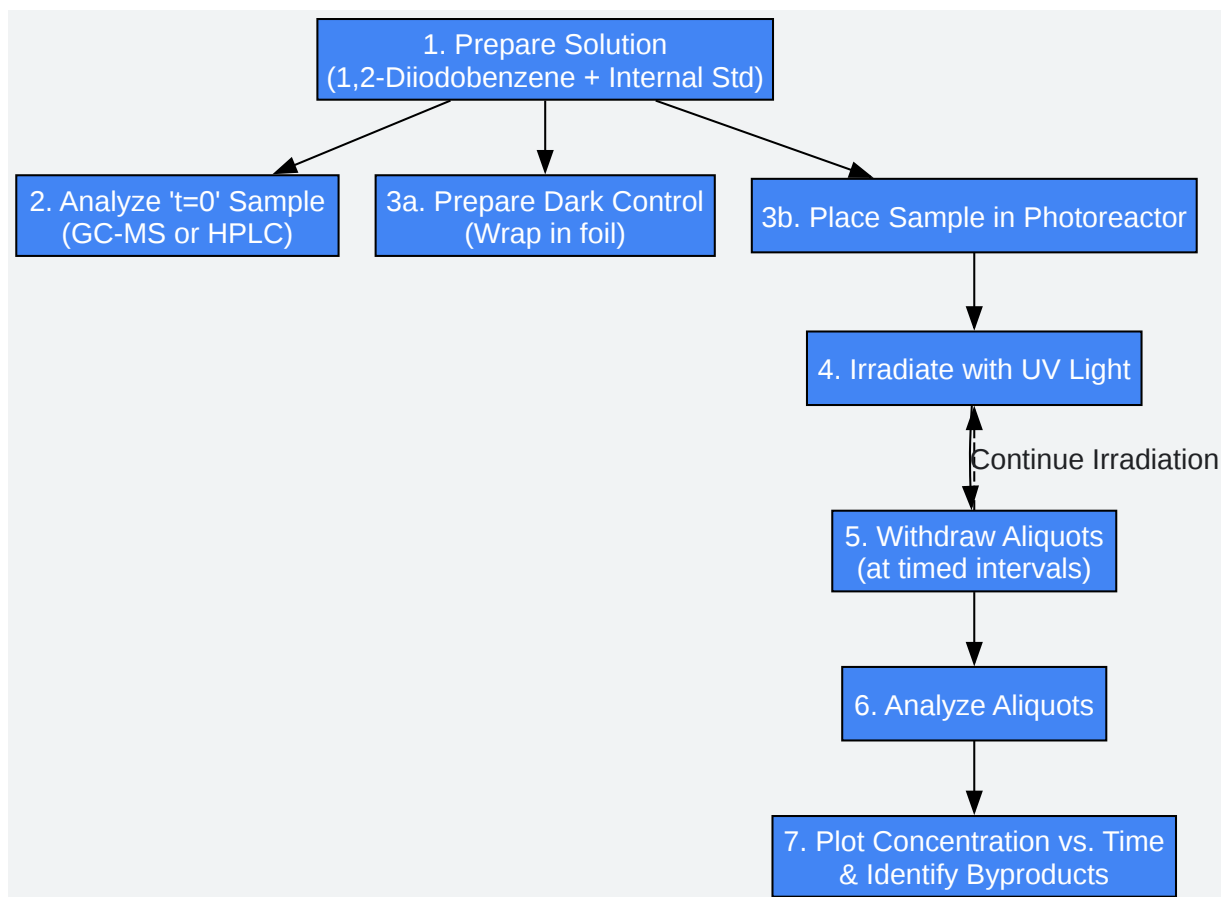 1. Prepare Solution
(1,2-Diiodobenzene + Internal Std)
2. Analyze 't=0' Sample
(GC-MS or HPLC)
3a. Prepare Dark Control
(Wrap in foil)
3b. Place Sample in Photoreactor
4. Irradiate with UV Light
Continue Irradiation
5. Withdraw Aliquots
(at timed intervals)
6. Analyze Aliquots
7. Plot Concentration vs. Time
& Identify Byproducts